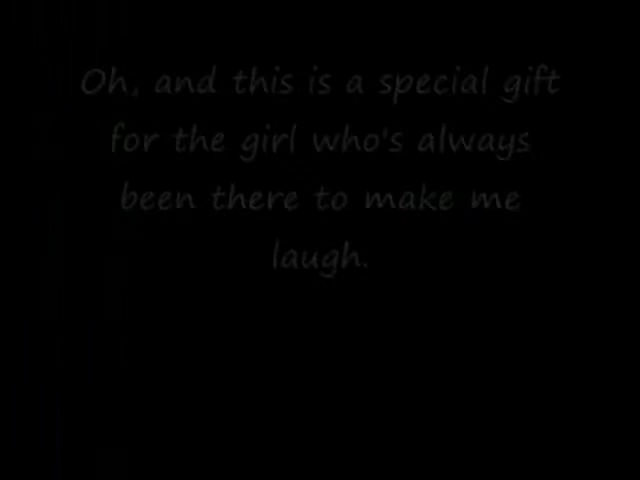 Oh, and this is a special gift
for the girl who's always
been there to make me
laugh.